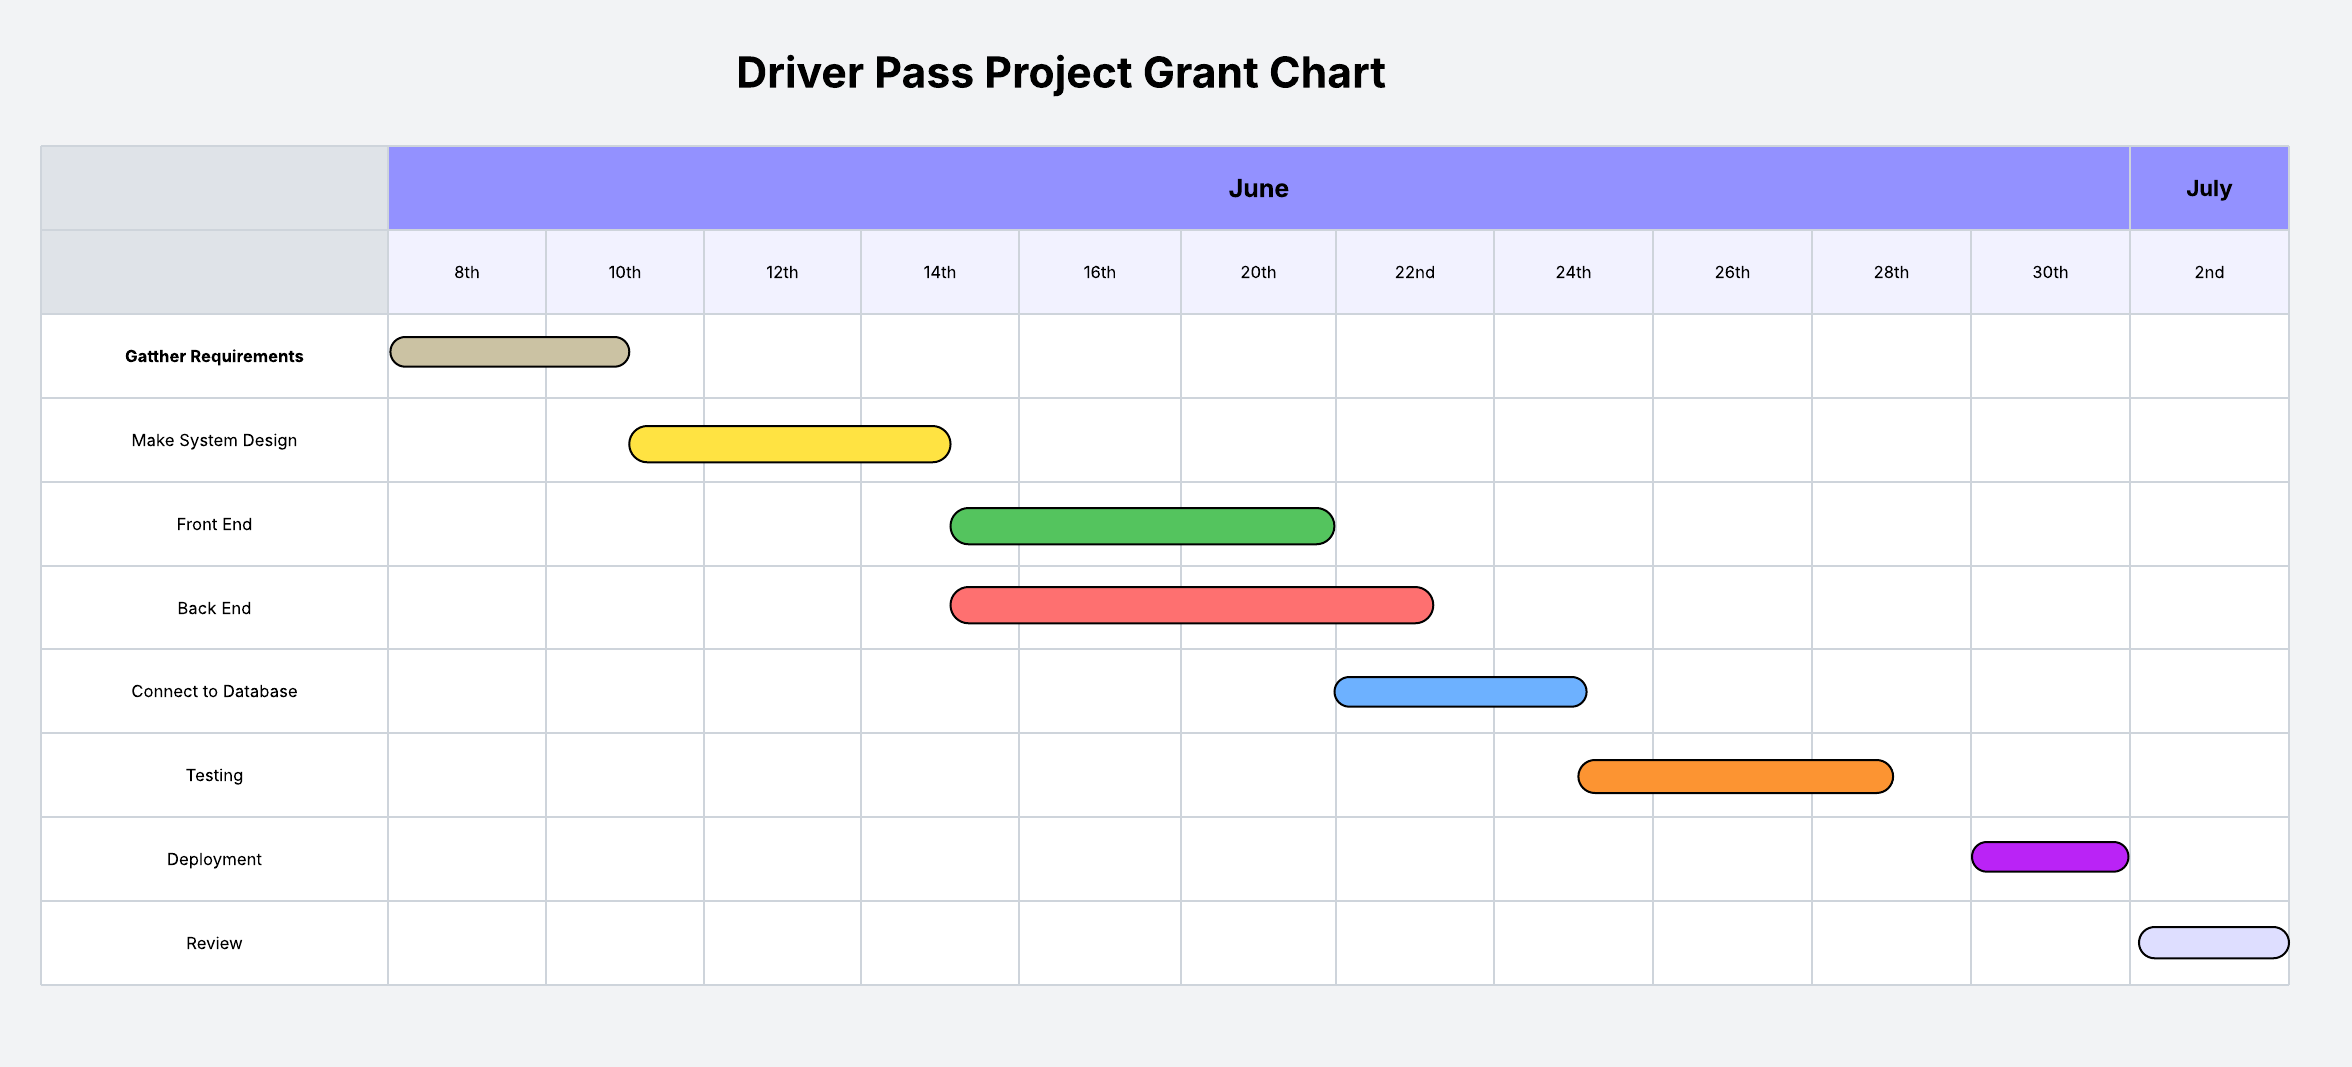 Driver Pass Project Grant Chart
June
July
8th
10th
12th
14th
16th
20th
22nd
24th
26th
28th
30th
2nd
Gatther Requirements
Make System Design
Front End
Back End
Connect to Database
Testing
Deployment
Review